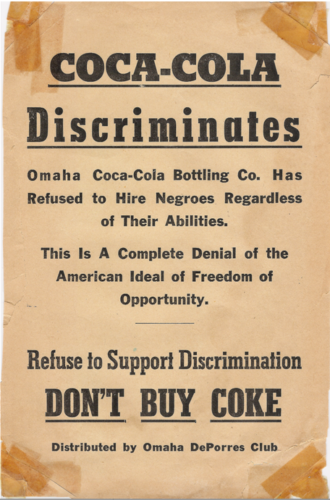 COCA-COLA
Discriminates
Omaha Coca-Cola Bottling Co. Has
Refused to Hire Negroes Regardless
of Their Abilities.
This Is A Complete Denial of the
American Ideal of Freedom of
Opportunity.
Refuse to Support Discrimination
DON'T BUY COKE
Distributed by Omaha DePorres Club